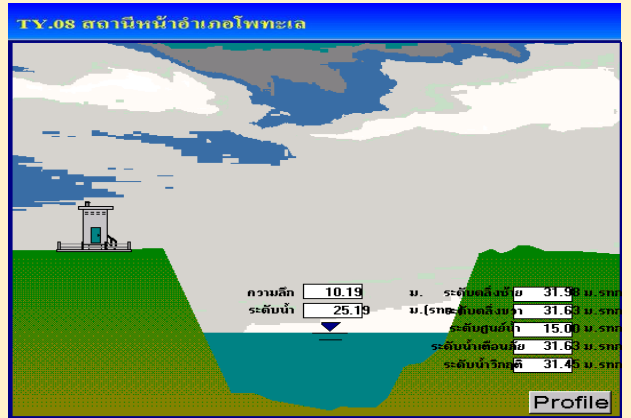 TY.08 สถานีหน้าอำเภอโพทะเล
ความลึก 10.19 ม.
ระดับน้ำ 25.19 ม.(รทก
ระดับตลิ่งซ้าย 31.98 ม.รทก
ระดับตลิ่งขวา 31.63 ม.รทก
ระดับศูนย์น้ำ 15.00 ม.รทก
ระดับน้ำเตือนภัย 31.63 ม.รทก
ระดับน้ำวิกฤติ 31.45 ม.รทก
Profile